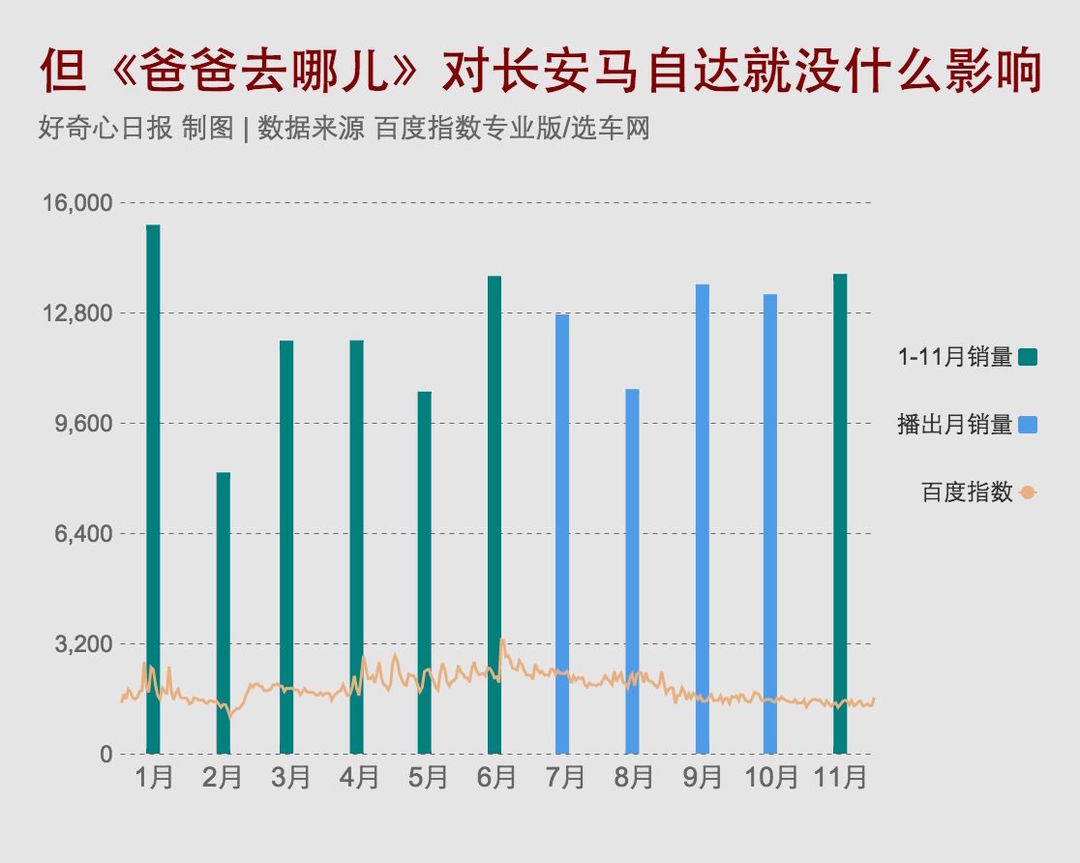 但《爸爸去哪儿》对长安马自达就没什么影响
好奇心日报 制图 | 数据来源 百度指数专业版/选车网
16,000
12,800
9,600
6,400
3,200
0
1月 2月 3月 4月 5月 6月 7月 8月 9月 10月 11月
1-11月销量
播出月销量
百度指数